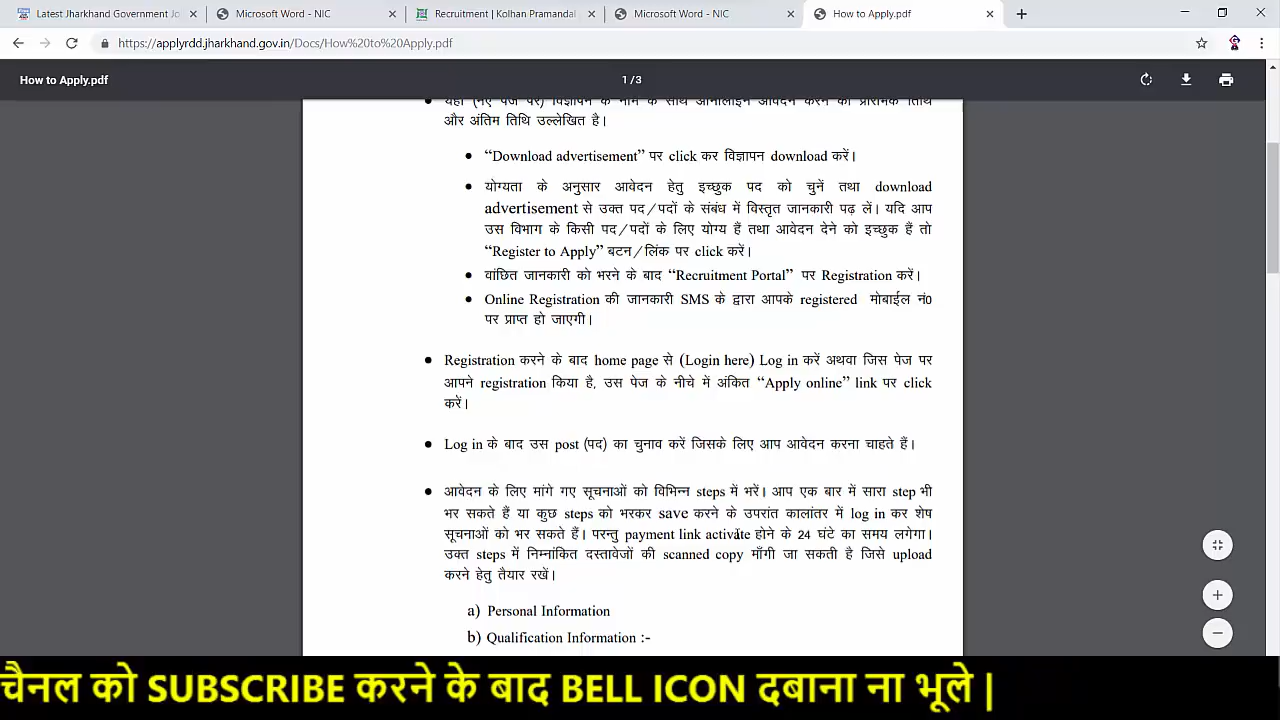 Latest Jharkhand Government Jo
Microsoft Word - NIC
Recruitment | Kolhan Pramandal
Microsoft Word - NIC
How to Apply.pdf
https://applyrdd.jharkhand.gov.in/Docs/How%20to%20Apply.pdf
How to Apply.pdf
1 / 3
यहाँ (नए पेज पर) विज्ञापन के नाम के साथ ऑनलाइन आवेदन करने की प्रारंभिक तिथि
और अंतिम तिथि उल्लेखित है।
“Download advertisement” पर click कर विज्ञापन download करें।
योग्यता के अनुसार आवेदन हेतु इच्छुक पद को चुनें तथा download
advertisement से उक्त पद/पदों के संबंध में विस्तृत जानकारी पढ़ लें। यदि आप
उस विभाग के किसी पद/पदों के लिए योग्य हैं तथा आवेदन देने को इच्छुक हैं तो
“Register to Apply” बटन/लिंक पर click करें।
वांछित जानकारी को भरने के बाद “Recruitment Portal” पर Registration करें।
Online Registration की जानकारी SMS के द्वारा आपके registered मोबाईल नं0
पर प्राप्त हो जाएगी।
Registration करने के बाद home page से (Login here) Log in करें अथवा जिस पेज पर
आपने registration किया है, उस पेज के नीचे में अंकित “Apply online” link पर click
करें।
Log in के बाद उस post (पद) का चुनाव करें जिसके लिए आप आवेदन करना चाहते हैं।
आवेदन के लिए मांगे गए सूचनाओं को विभिन्न steps में भरें। आप एक बार में सारा step भी
भर सकते हैं या कुछ steps को भरकर save करने के उपरांत कालांतर में log in कर शेष
सूचनाओं को भर सकते हैं। परन्तु payment link activate होने के 24 घंटे का समय लगेगा।
उक्त steps में निम्नांकित दस्तावेजों की scanned copy माँगी जा सकती है जिसे upload
करने हेतु तैयार रखें।
a) Personal Information
b) Qualification Information :-
चैनल को SUBSCRIBE करने के बाद BELL ICON दबाना ना भूले |